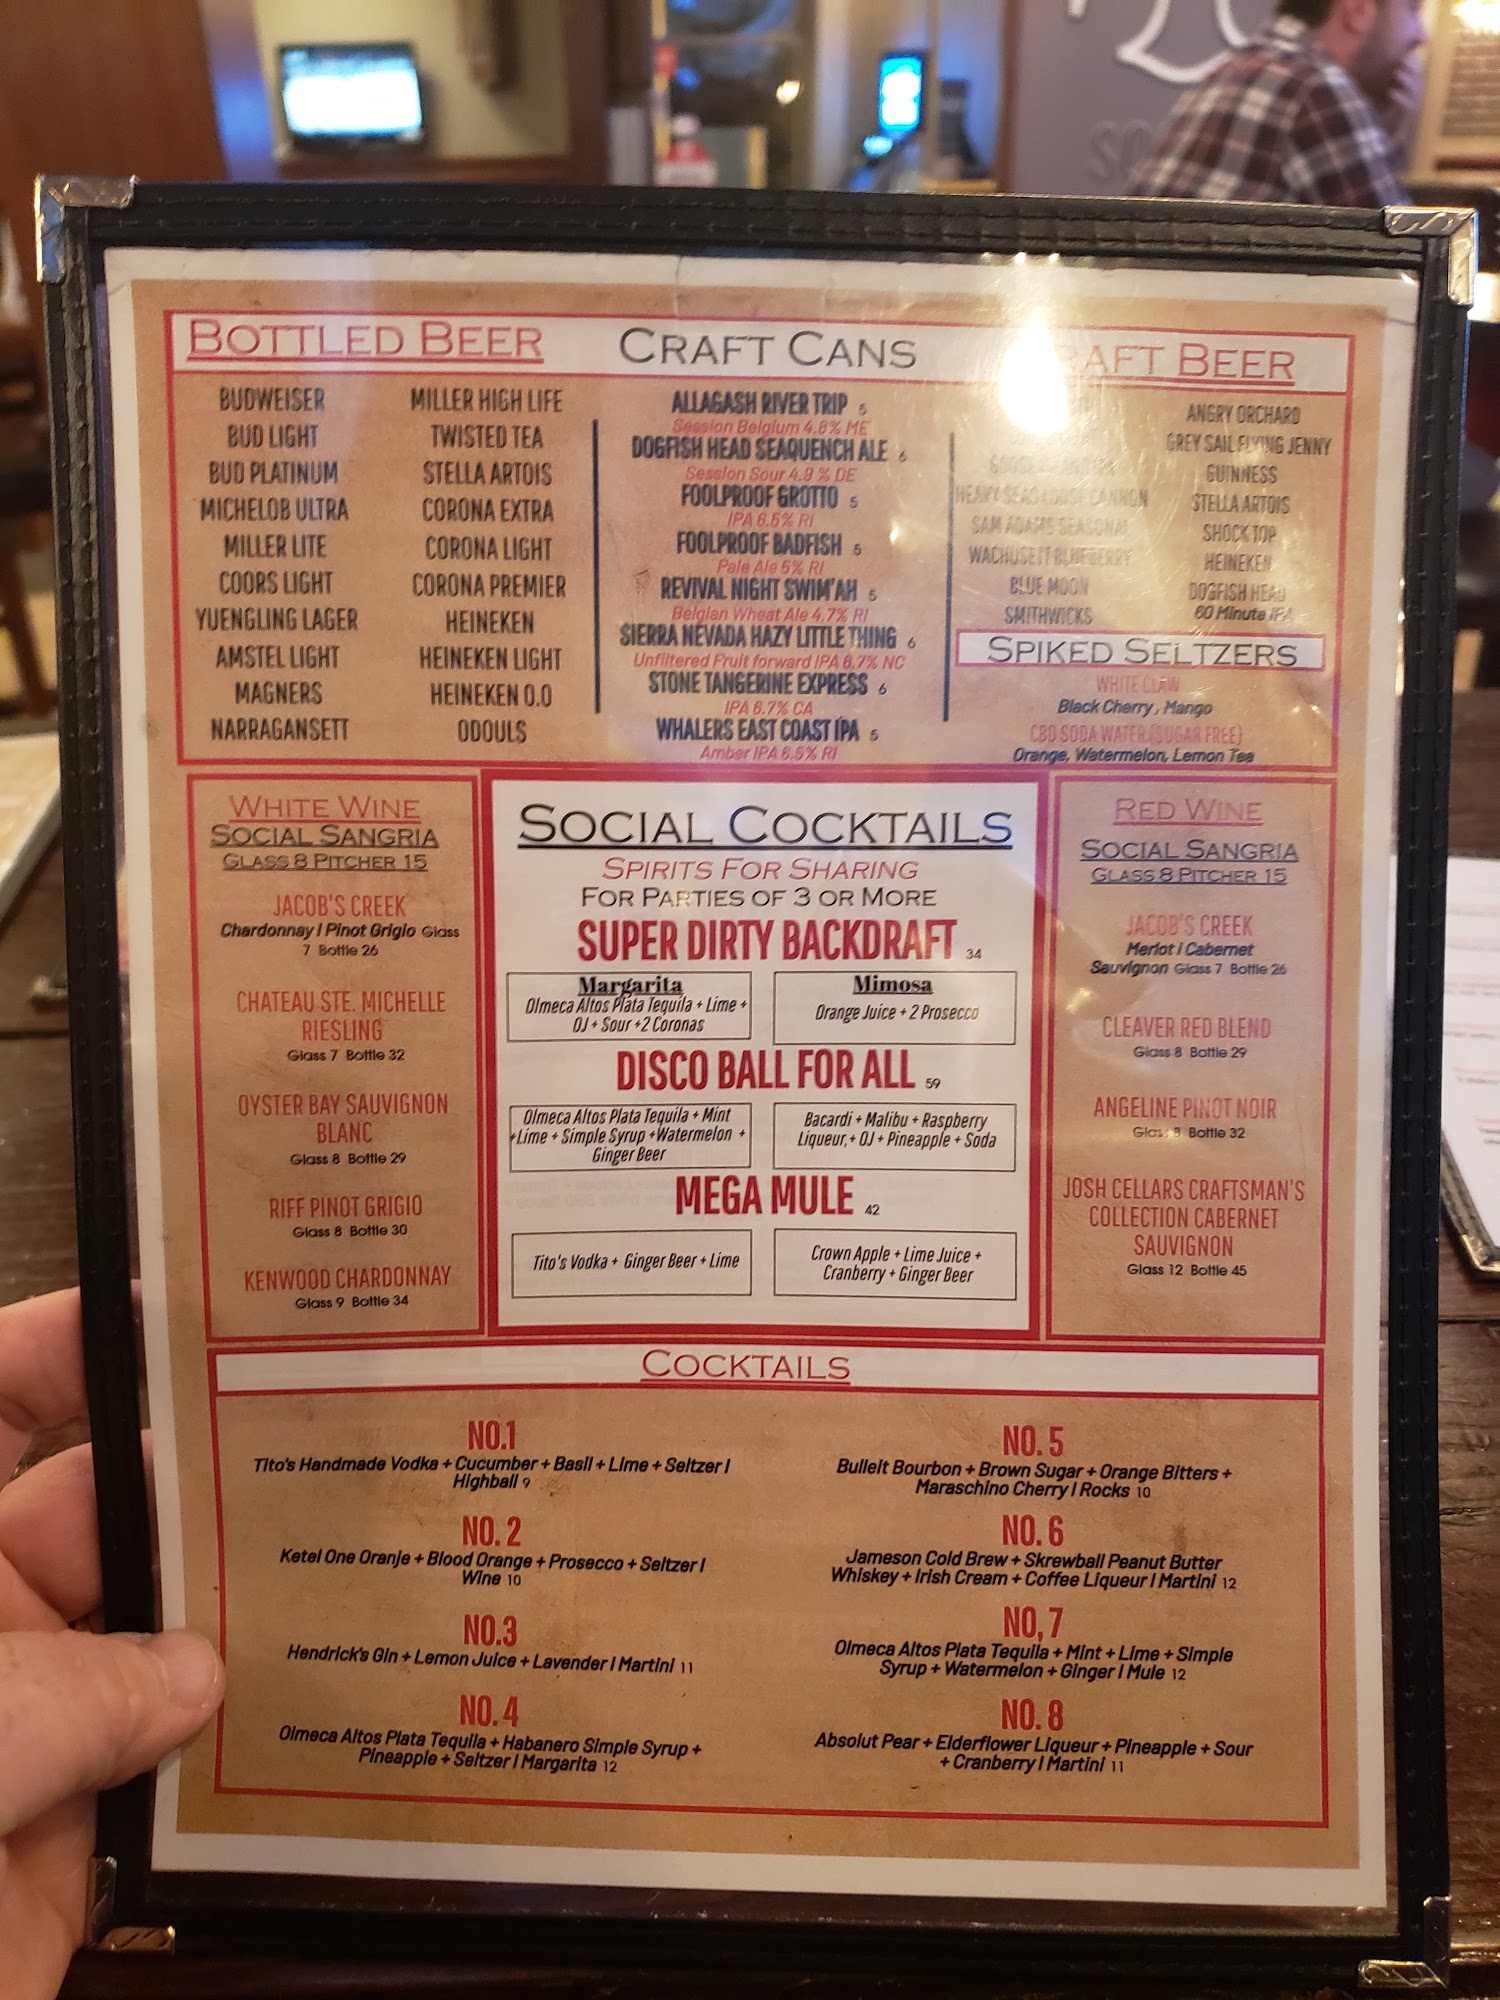 BOTTLED BEER
BUDWEISER
BUD LIGHT
BUD PLATINUM
MICHELOB ULTRA
MILLER LITE
COORS LIGHT
YUENGLING LAGER
AMSTEL LIGHT
MAGNERS
NARRAGANSETT
MILLER HIGH LIFE
TWISTED TEA
STELLA ARTOIS
CORONA EXTRA
CORONA LIGHT
CORONA PREMIER
HEINEKEN
HEINEKEN LIGHT
HEINEKEN 0.0
ODOULS
CRAFT CANS
ALLAGASH RIVER TRIP 5
Session Belgium 4.8% ME
DOGFISH HEAD SEAQUENCH ALE 6
Session Sour 4.9 % DE
FOOLPROOF GROTTO 5
IPA 6.5% RI
FOOLPROOF BADFISH 5
Pale Ale 5% RI
REVIVAL NIGHT SWIM'AH 5
Belgian Wheat Ale 4.7% RI
SIERRA NEVADA HAZY LITTLE THING 6
Unfiltered Fruit forward IPA 6.7% NC
STONE TANGERINE EXPRESS 6
IPA 6.7% CA
WHALERS EAST COAST IPA 5
Amber IPA 6.5% RI
BEER
HEAVY SEAS LOOSE CANNON
SAM ADAMS SEASONAL
WACHUSETT BLUEBERRY
BLUE MOON
SMITHWICKS
ANGRY ORCHARD
GREY SAIL FLYING JENNY
GUINNESS
STELLA ARTOIS
SHOCK TOP
HEINEKEN
DOGFISH HEAD
60 Minute IPA
SPIKED SELTZERS
WHITE CLAW
Black Cherry, Mango
CBD SODA WATER (SUGAR FREE)
Orange, Watermelon, Lemon Tea
WHITE WINE
SOCIAL SANGRIA
GLASS 8 PITCHER 15
JACOB'S CREEK
Chardonnay | Pinot Grigio Glass
7 Bottle 26
CHATEAU STE. MICHELLE
RIESLING
Glass 7 Bottle 32
OYSTER BAY SAUVIGNON
BLANC
Glass 8 Bottle 29
RIFF PINOT GRIGIO
Glass 8 Bottle 30
KENWOOD CHARDONNAY
Glass 9 Bottle 34
SOCIAL COCKTAILS
SPIRITS FOR SHARING
FOR PARTIES OF 3 OR MORE
SUPER DIRTY BACKDRAFT 34
Margarita
Olmeca Altos Plata Tequila + Lime +
OJ + Sour +2 Coronas
Mimosa
Orange Juice + 2 Prosecco
DISCO BALL FOR ALL 59
Olmeca Altos Plata Tequila + Mint
+Lime + Simple Syrup +Watermelon +
Ginger Beer
Bacardi + Malibu + Raspberry
Liqueur,+ OJ + Pineapple + Soda
MEGA MULE 42
Tito's Vodka + Ginger Beer + Lime
Crown Apple + Lime Juice +
Cranberry + Ginger Beer
RED WINE
SOCIAL SANGRIA
GLASS 8 PITCHER 15
JACOB'S CREEK
Merlot | Cabernet
Sauvignon Glass 7 Bottle 26
CLEAVER RED BLEND
Glass 8 Bottle 29
ANGELINE PINOT NOIR
Glass 8 Bottle 32
JOSH CELLARS CRAFTSMAN'S
COLLECTION CABERNET
SAUVIGNON
Glass 12 Bottle 45
COCKTAILS
NO.1
Tito's Handmade Vodka + Cucumber + Basil + Lime + Seltzer |
Highball 9
NO. 2
Ketel One Oranje + Blood Orange + Prosecco + Seltzer |
Wine 10
NO.3
Hendrick's Gin + Lemon Juice + Lavender | Martini 11
NO. 4
Olmeca Altos Plata Tequila + Habanero Simple Syrup +
Pineapple + Seltzer | Margarita 12
NO. 5
Bulleit Bourbon + Brown Sugar + Orange Bitters +
Maraschino Cherry | Rocks 10
NO. 6
Jameson Cold Brew + Skrewball Peanut Butter
Whiskey + Irish Cream + Coffee Liqueur | Martini 12
NO, 7
Olmeca Altos Plata Tequila + Mint + Lime + Simple
Syrup + Watermelon + Ginger | Mule 12
NO. 8
Absolut Pear + Elderflower Liqueur + Pineapple + Sour
+ Cranberry | Martini 11